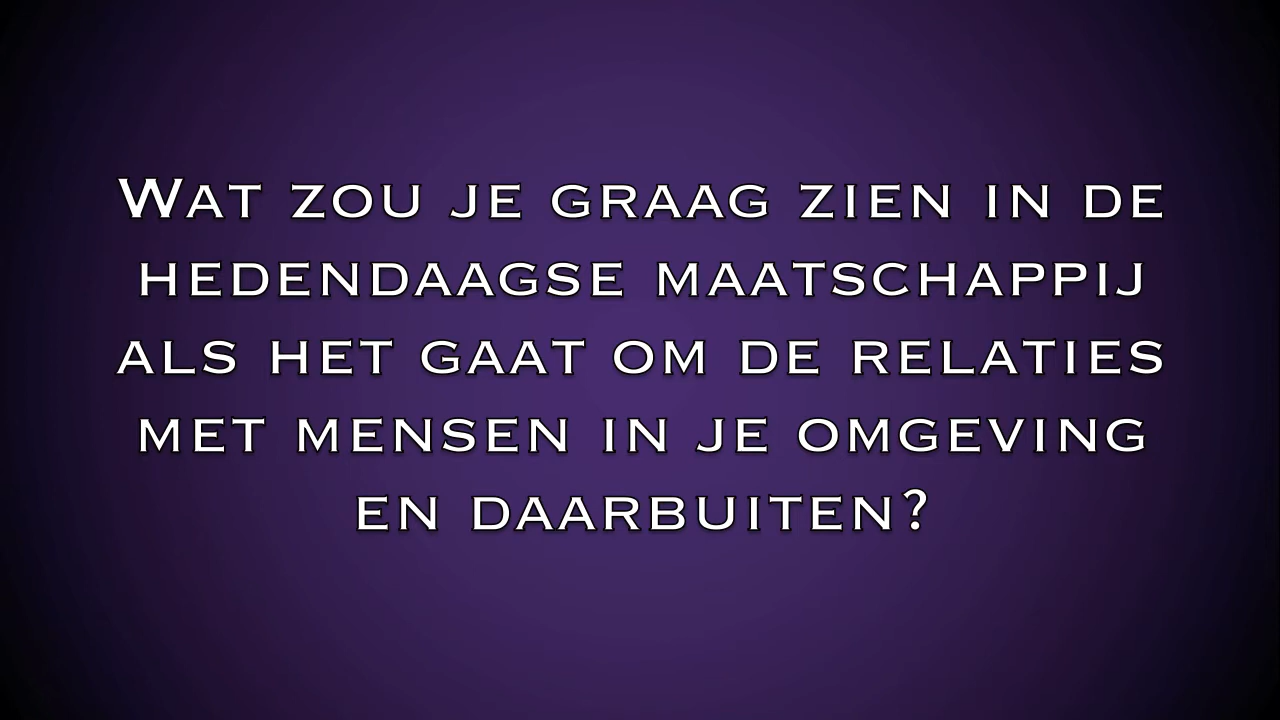 Wat zou je graag zien in de
hedendaagse maatschappij
als het gaat om de relaties
met mensen in je omgeving
en daarbuiten?